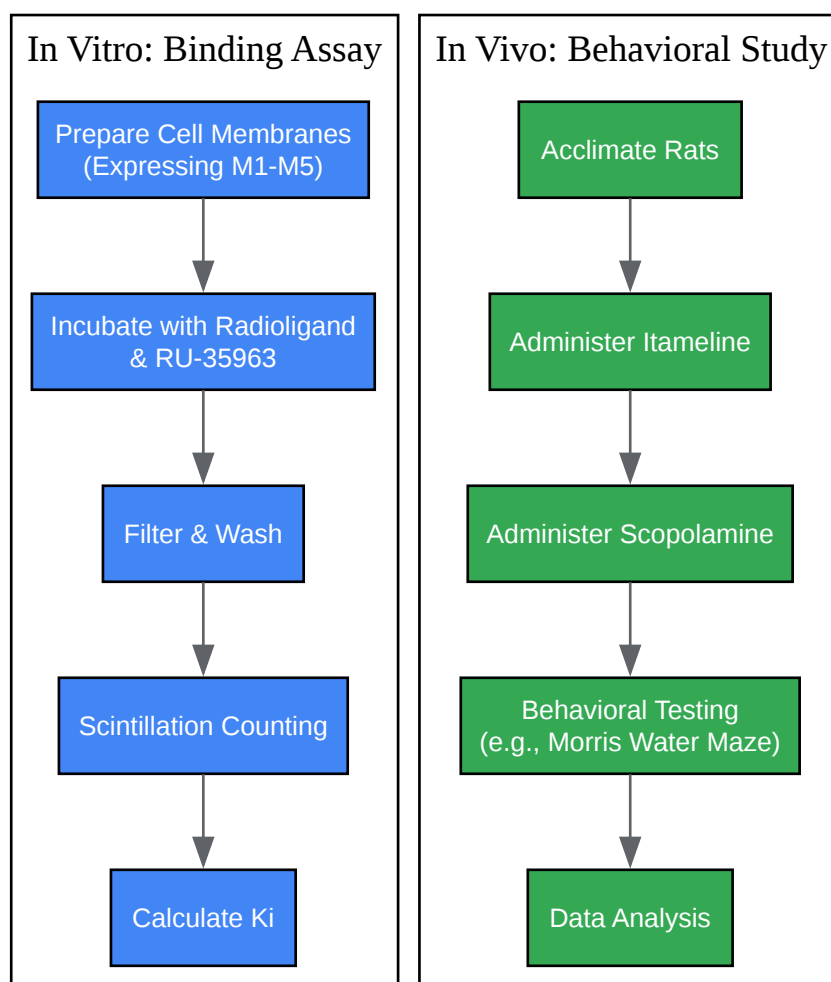 In Vitro: Binding Assay
Prepare Cell Membranes
(Expressing M1-M5)
Incubate with Radioligand
& RU-35963
Filter & Wash
Scintillation Counting
Calculate Ki
In Vivo: Behavioral Study
Acclimate Rats
Administer Itameline
Administer Scopolamine
Behavioral Testing
(e.g., Morris Water Maze)
Data Analysis